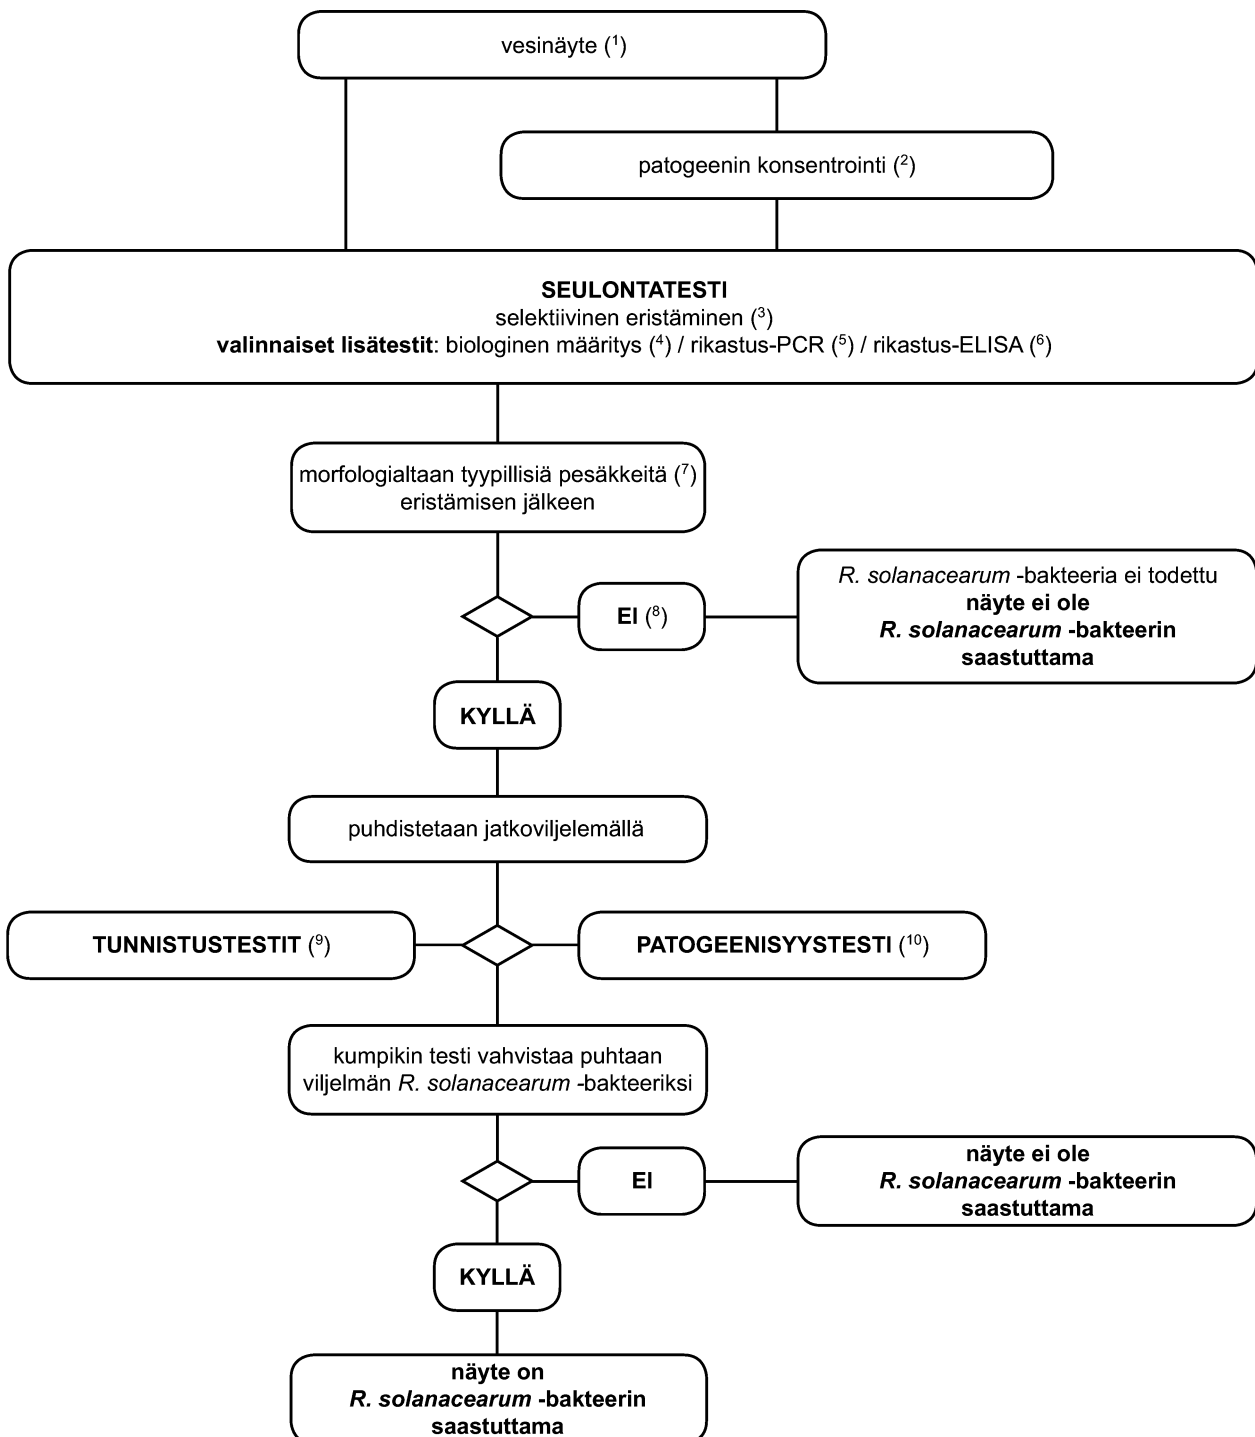 vesinäyte (¹)
patogeenin konsentrointi (²)
SEULONTATESTI
selektiivinen eristäminen (³)
valinnaiset lisätestit: biologinen määritys (⁴) / rikastus-PCR (⁵) / rikastus-ELISA (⁶)
morfologialtaan tyypillisiä pesäkkeitä (⁷)
eristämisen jälkeen
EI (⁸)
R. solanacearum -bakteeria ei todettu
näyte ei ole
R. solanacearum -bakteerin
saastuttama
KYLLÄ
puhdistetaan jatkoviljelemällä
TUNNISTUSTESTIT (⁹)
PATOGEENISYYSTESTI (¹⁰)
kumpikin testi vahvistaa puhtaan
viljelmän R. solanacearum -bakteeriksi
EI
näyte ei ole
R. solanacearum -bakteerin
saastuttama
KYLLÄ
näyte on
R. solanacearum -bakteerin
saastuttama